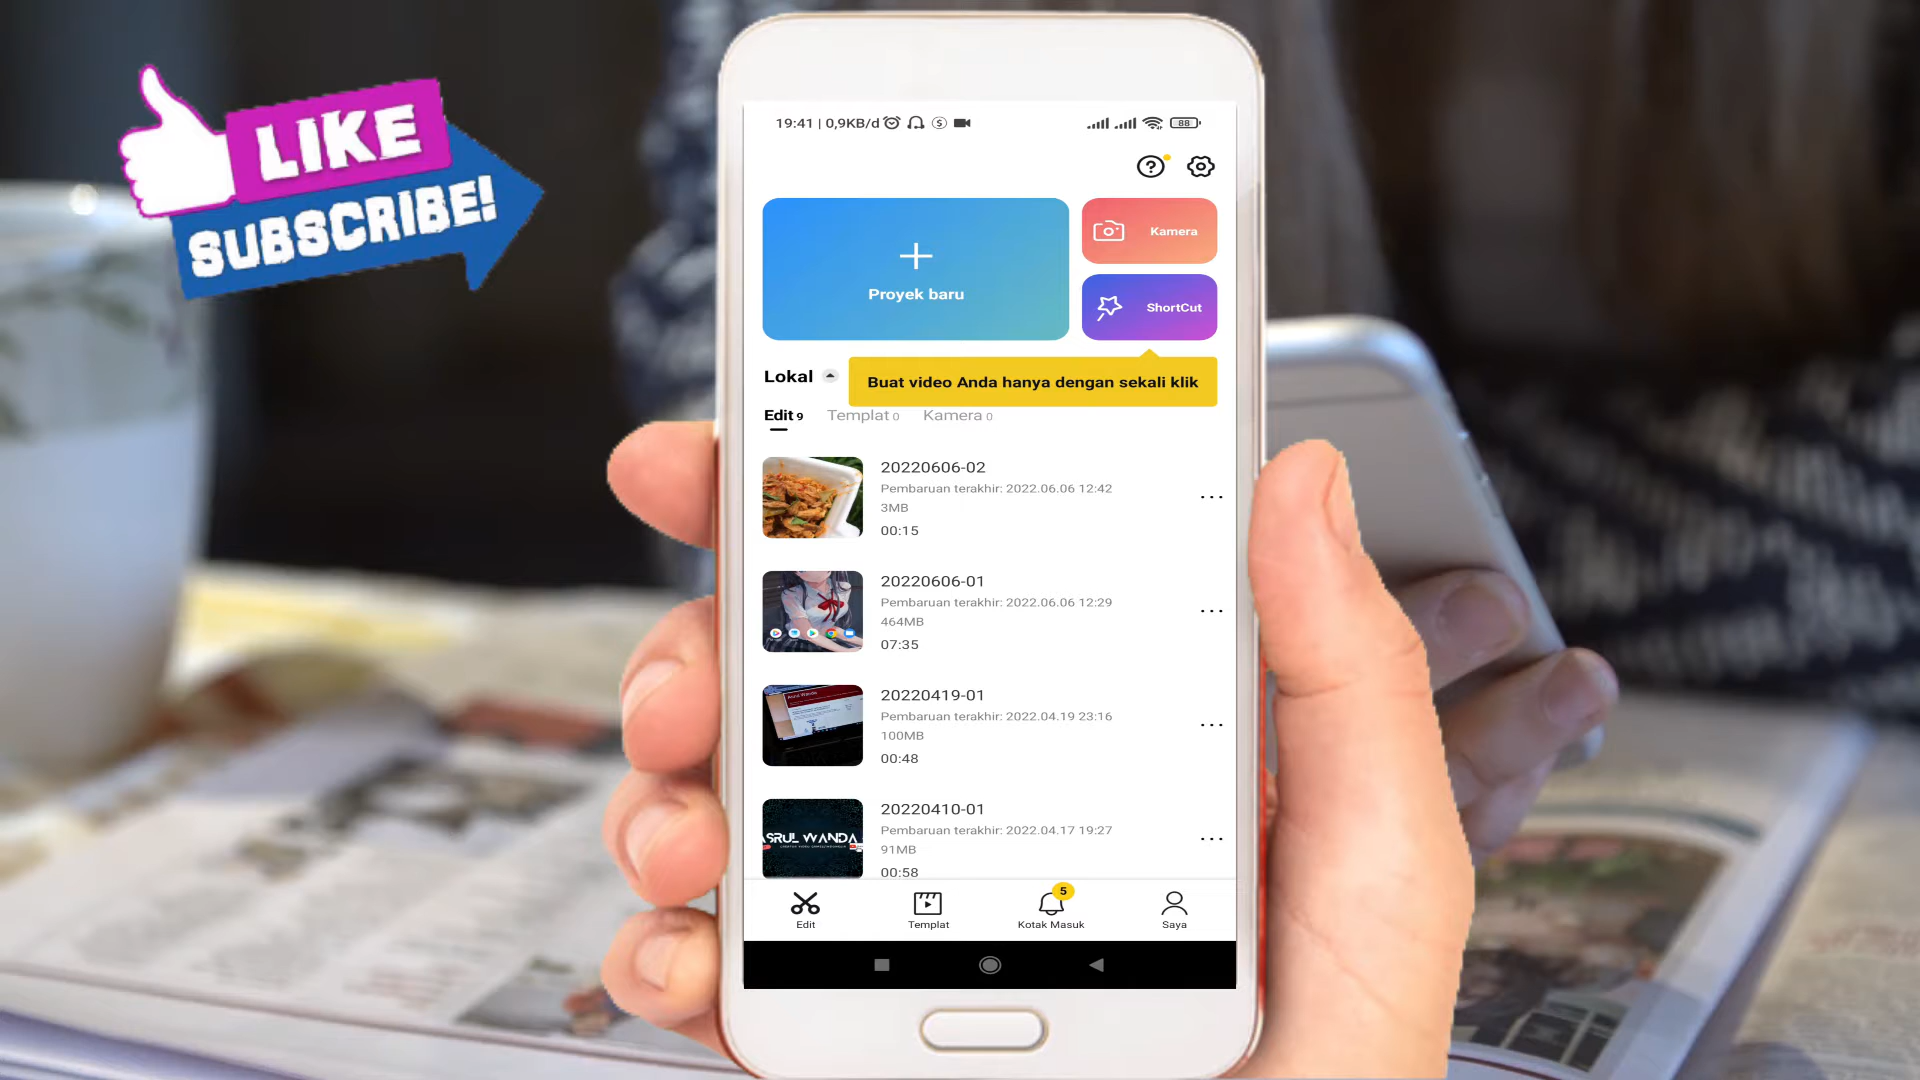 LIKE
SUBSCRIBE!
19:41 | 0,9KB/d
88
Proyek baru
Kamera
ShortCut
Lokal
Buat video Anda hanya dengan sekali klik
Edit 9 Templat 0 Kamera 0
20220606-02
Pembaruan terakhir: 2022.06.06 12:42
3MB
00:15
20220606-01
Pembaruan terakhir: 2022.06.06 12:29
464MB
07:35
20220419-01
Pembaruan terakhir: 2022.04.19 23:16
100MB
00:48
20220410-01
Pembaruan terakhir: 2022.04.17 19:27
91MB
00:58
ASRUL WANDA
5
Edit Templat Kotak Masuk Saya